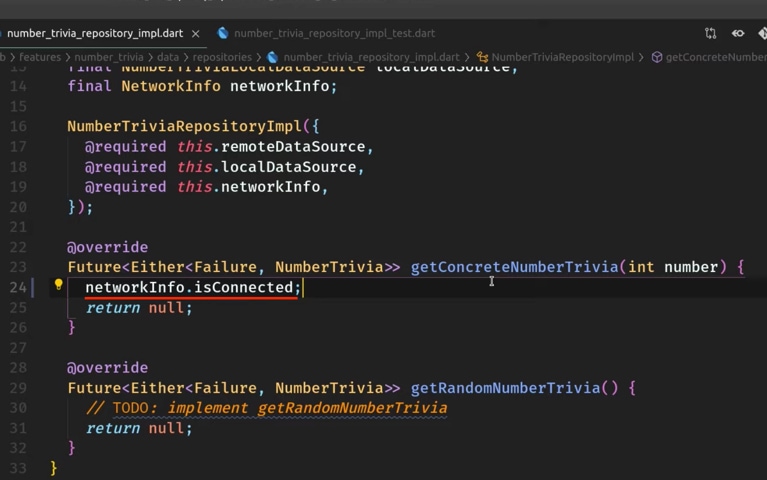 number_trivia_repository_impl.dart × number_trivia_repository_impl_test.dart
b › features › number_trivia › data › repositories › number_trivia_repository_impl.dart › NumberTriviaRepositoryImpl › getConcreteNumber
13 final NumberTriviaLocalDataSource localDataSource;
14 final NetworkInfo networkInfo;
15
16 NumberTriviaRepositoryImpl({
17 @required this.remoteDataSource,
18 @required this.localDataSource,
19 @required this.networkInfo,
20 });
21
22 @override
23 Future<Either<Failure, NumberTrivia>> getConcreteNumberTrivia(int number) {
24 networkInfo.isConnected;
25 return null;
26 }
27
28 @override
29 Future<Either<Failure, NumberTrivia>> getRandomNumberTrivia() {
30 // TODO: implement getRandomNumberTrivia
31 return null;
32 }
33 }